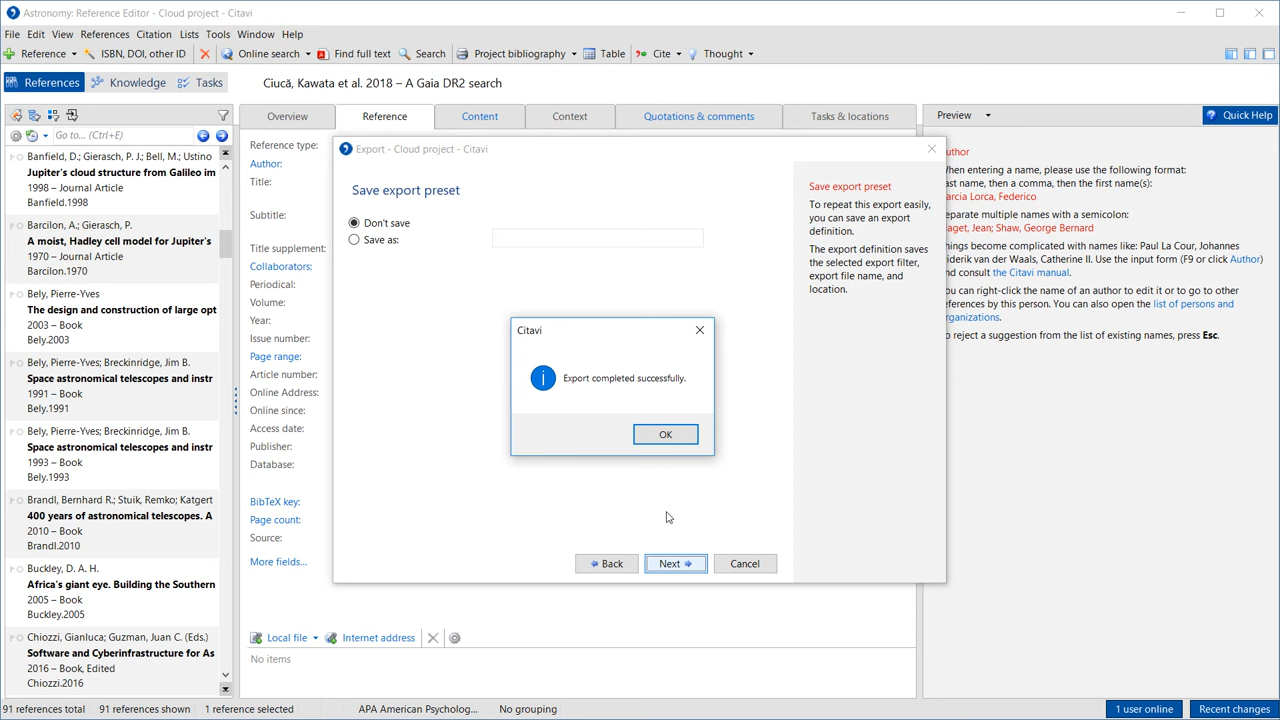 Astronomy: Reference Editor - Cloud project - Citavi
File Edit View References Citation Lists Tools Window Help
Reference ISBN, DOI, other ID Online search Find full text Search Project bibliography Table Cite Thought
References Knowledge Tasks
Ciucă, Kawata et al. 2018 – A Gaia DR2 search
Go to... (Ctrl+E)
Banfield, D.; Gierasch, P. J.; Bell, M.; Ustino
Jupiter's cloud structure from Galileo im
1998 – Journal Article
Banfield.1998
Barcilon, A.; Gierasch, P.
A moist, Hadley cell model for Jupiter's
1970 – Journal Article
Barcilon.1970
Bely, Pierre-Yves
The design and construction of large opt
2003 – Book
Bely.2003
Bely, Pierre-Yves; Breckinridge, Jim B.
Space astronomical telescopes and instr
1991 – Book
Bely.1991
Bely, Pierre-Yves; Breckinridge, Jim B.
Space astronomical telescopes and instr
1993 – Book
Bely.1993
Brandl, Bernhard R.; Stuik, Remko; Katgert
400 years of astronomical telescopes. A
2010 – Book
Brandl.2010
Buckley, D. A. H.
Africa's giant eye. Building the Southern
2005 – Book
Buckley.2005
Chiozzi, Gianluca; Guzman, Juan C. (Eds.)
Software and Cyberinfrastructure for As
2016 – Book, Edited
Chiozzi.2016
Overview Reference Content Context Quotations & comments Tasks & locations
Reference type:
Author:
Title:
Subtitle:
Title supplement:
Collaborators:
Periodical:
Volume:
Year:
Issue number:
Page range:
Article number:
Online Address:
Online since:
Access date:
Publisher:
Database:
BibTeX key:
Page count:
Source:
More fields...
Local file Internet address
No items
Export - Cloud project - Citavi
Save export preset
Don't save
Save as:
Save export preset
To repeat this export easily,
you can save an export
definition.
The export definition saves
the selected export filter,
export file name, and
location.
Citavi
Export completed successfully.
OK
Back Next Cancel
Preview Quick Help
uthor
When entering a name, please use the following format:
ast name, then a comma, then the first name(s):
arcia Lorca, Federico
eparate multiple names with a semicolon:
aget, Jean; Shaw, George Bernard
hings become complicated with names like: Paul La Cour, Johannes
iderik van der Waals, Catherine II. Use the input form (F9 or click Author)
nd consult the Citavi manual.
ou can right-click the name of an author to edit it or to go to other
eferences by this person. You can also open the list of persons and
rganizations.
o reject a suggestion from the list of existing names, press Esc.
91 references total 91 references shown 1 reference selected APA American Psycholog... No grouping 1 user online Recent changes